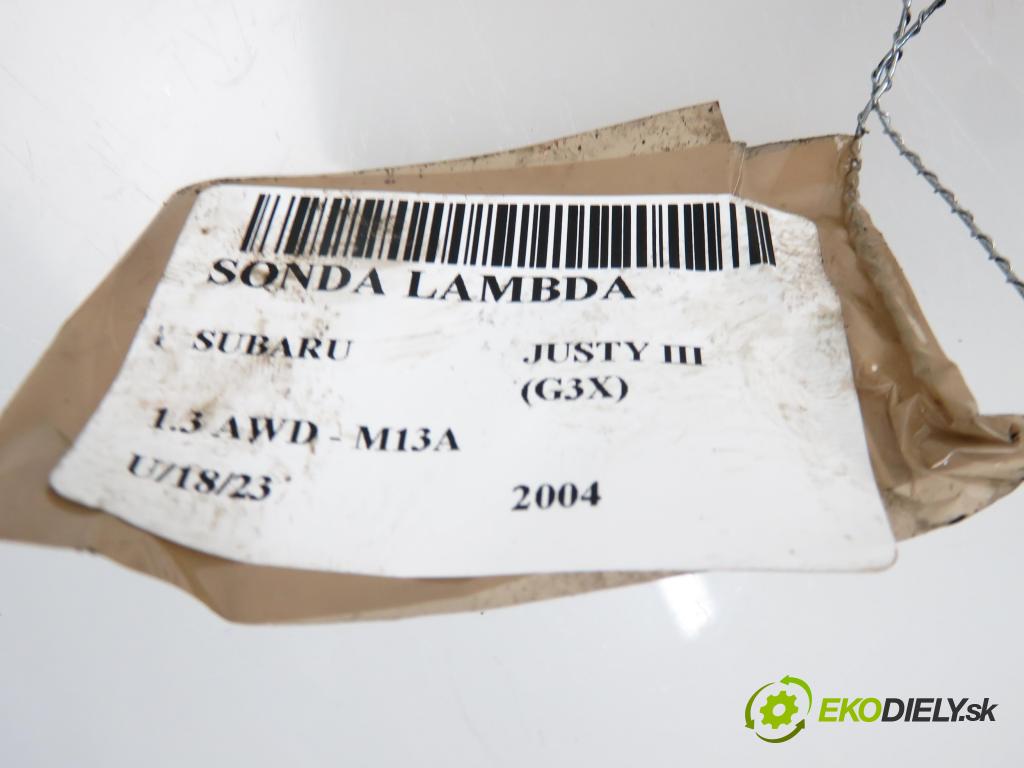 SONDA LAMBDA
SUBARU JUSTY III
(G3X)
1.3 AWD - M13A
U/18/23 2004
EKODIELY.sk